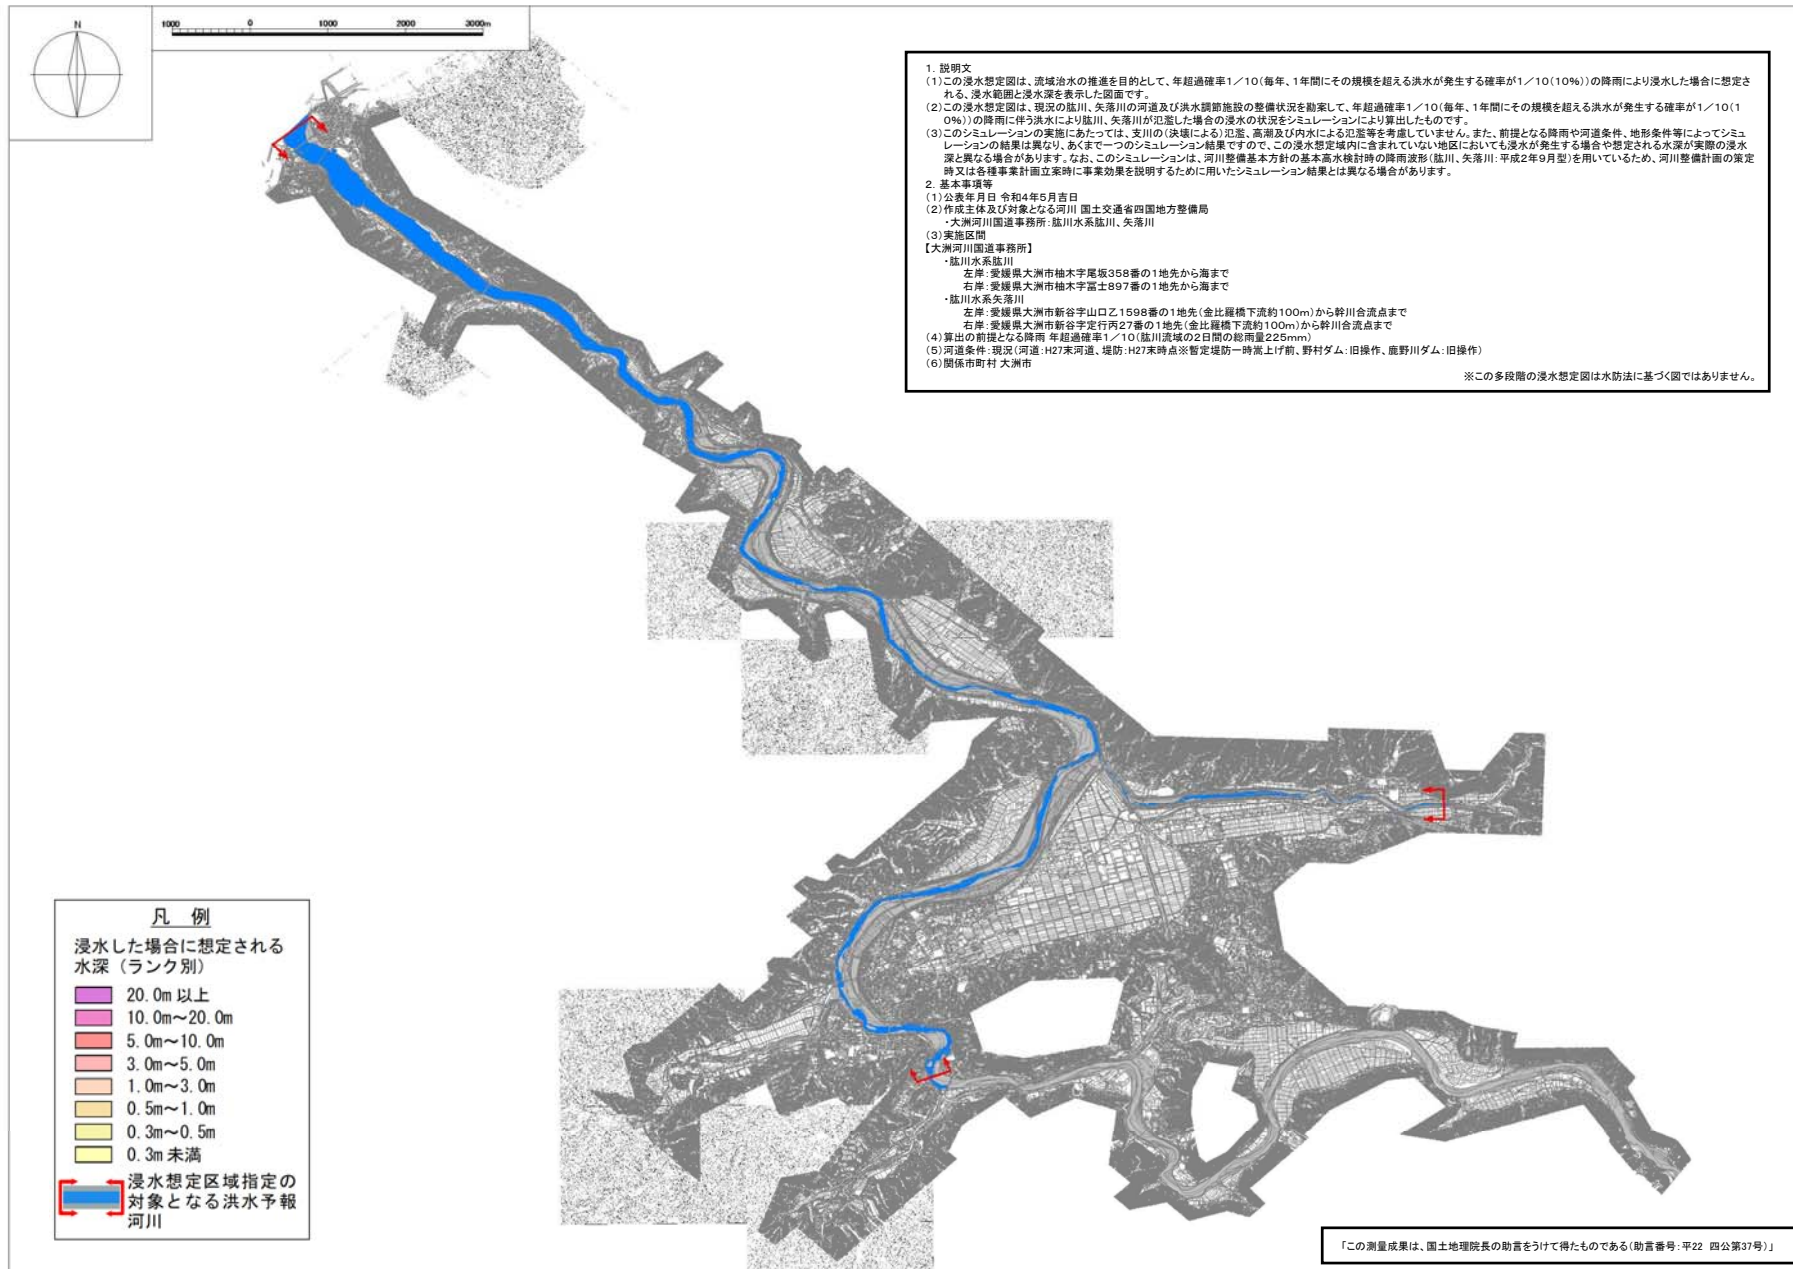 N
1000 0 1000 2000 3000m
1. 説明文
(1)この浸水想定図は、流域治水の推進を目的として、年超過確率1／10(毎年、1年間にその規模を超える洪水が発生する確率が1／10(10%))の降雨により浸水した場合に想定さ
れる、浸水範囲と浸水深を表示した図面です。
(2)この浸水想定図は、現況の肱川、矢落川の河道及び洪水調節施設の整備状況を勘案して、年超過確率1／10(毎年、1年間にその規模を超える洪水が発生する確率が1／10(1
0%))の降雨に伴う洪水により肱川、矢落川が氾濫した場合の浸水の状況をシミュレーションにより算出したものです。
(3)このシミュレーションの実施にあたっては、支川の(決壊による)氾濫、高潮及び内水による氾濫等を考慮していません。また、前提となる降雨や河道条件、地形条件等によってシミュ
レーションの結果は異なり、あくまで一つのシミュレーション結果ですので、この浸水想定域内に含まれていない地区においても浸水が発生する場合や想定される水深が実際の浸水
深と異なる場合があります。なお、このシミュレーションは、河川整備基本方針の基本高水検討時の降雨波形(肱川、矢落川：平成2年9月型)を用いているため、河川整備計画の策定
時又は各種事業計画立案時に事業効果を説明するために用いたシミュレーション結果とは異なる場合があります。
2. 基本事項等
(1)公表年月日 令和4年5月吉日
(2)作成主体及び対象となる河川 国土交通省四国地方整備局
・大洲河川国道事務所：肱川水系肱川、矢落川
(3)実施区間
【大洲河川国道事務所】
・肱川水系肱川
左岸：愛媛県大洲市柚木字尾坂358番の1地先から海まで
右岸：愛媛県大洲市柚木字冨士897番の1地先から海まで
・肱川水系矢落川
左岸：愛媛県大洲市新谷字山口乙1598番の1地先(金比羅橋下流約100m)から幹川合流点まで
右岸：愛媛県大洲市新谷字定行丙27番の1地先(金比羅橋下流約100m)から幹川合流点まで
(4)算出の前提となる降雨 年超過確率1／10(肱川流域の2日間の総雨量225mm)
(5)河道条件：現況(河道：H27末河道、堤防：H27末時点※暫定堤防一時嵩上げ前、野村ダム：旧操作、鹿野川ダム：旧操作)
(6)関係市町村 大洲市
※この多段階の浸水想定図は水防法に基づく図ではありません。
凡 例
浸水した場合に想定される
水深（ランク別）
20.0m 以上
10.0m～20.0m
5.0m～10.0m
3.0m～5.0m
1.0m～3.0m
0.5m～1.0m
0.3m～0.5m
0.3m 未満
浸水想定区域指定の
対象となる洪水予報
河川
「この測量成果は、国土地理院長の助言をうけて得たものである(助言番号：平22 四公第37号)」